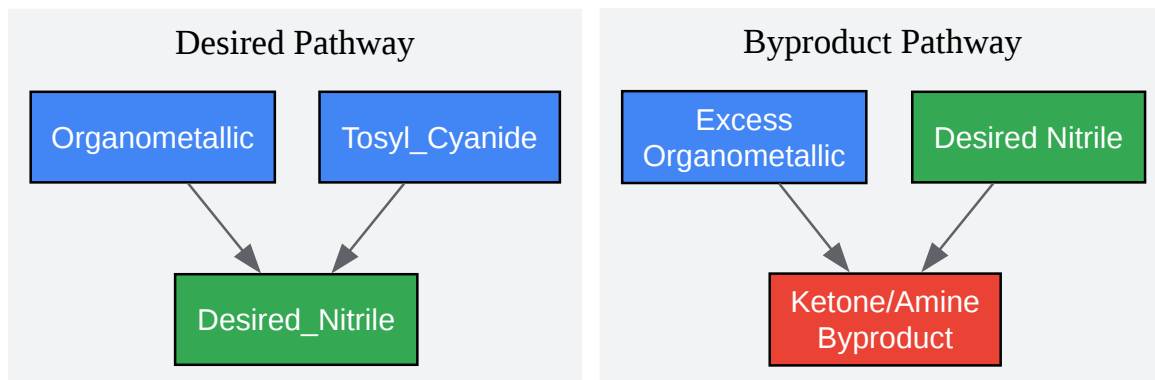 Desired Pathway
Organometallic
Tosyl_Cyanide
Desired_Nitrile
Byproduct Pathway
Excess
Organometallic
Desired Nitrile
Ketone/Amine
Byproduct